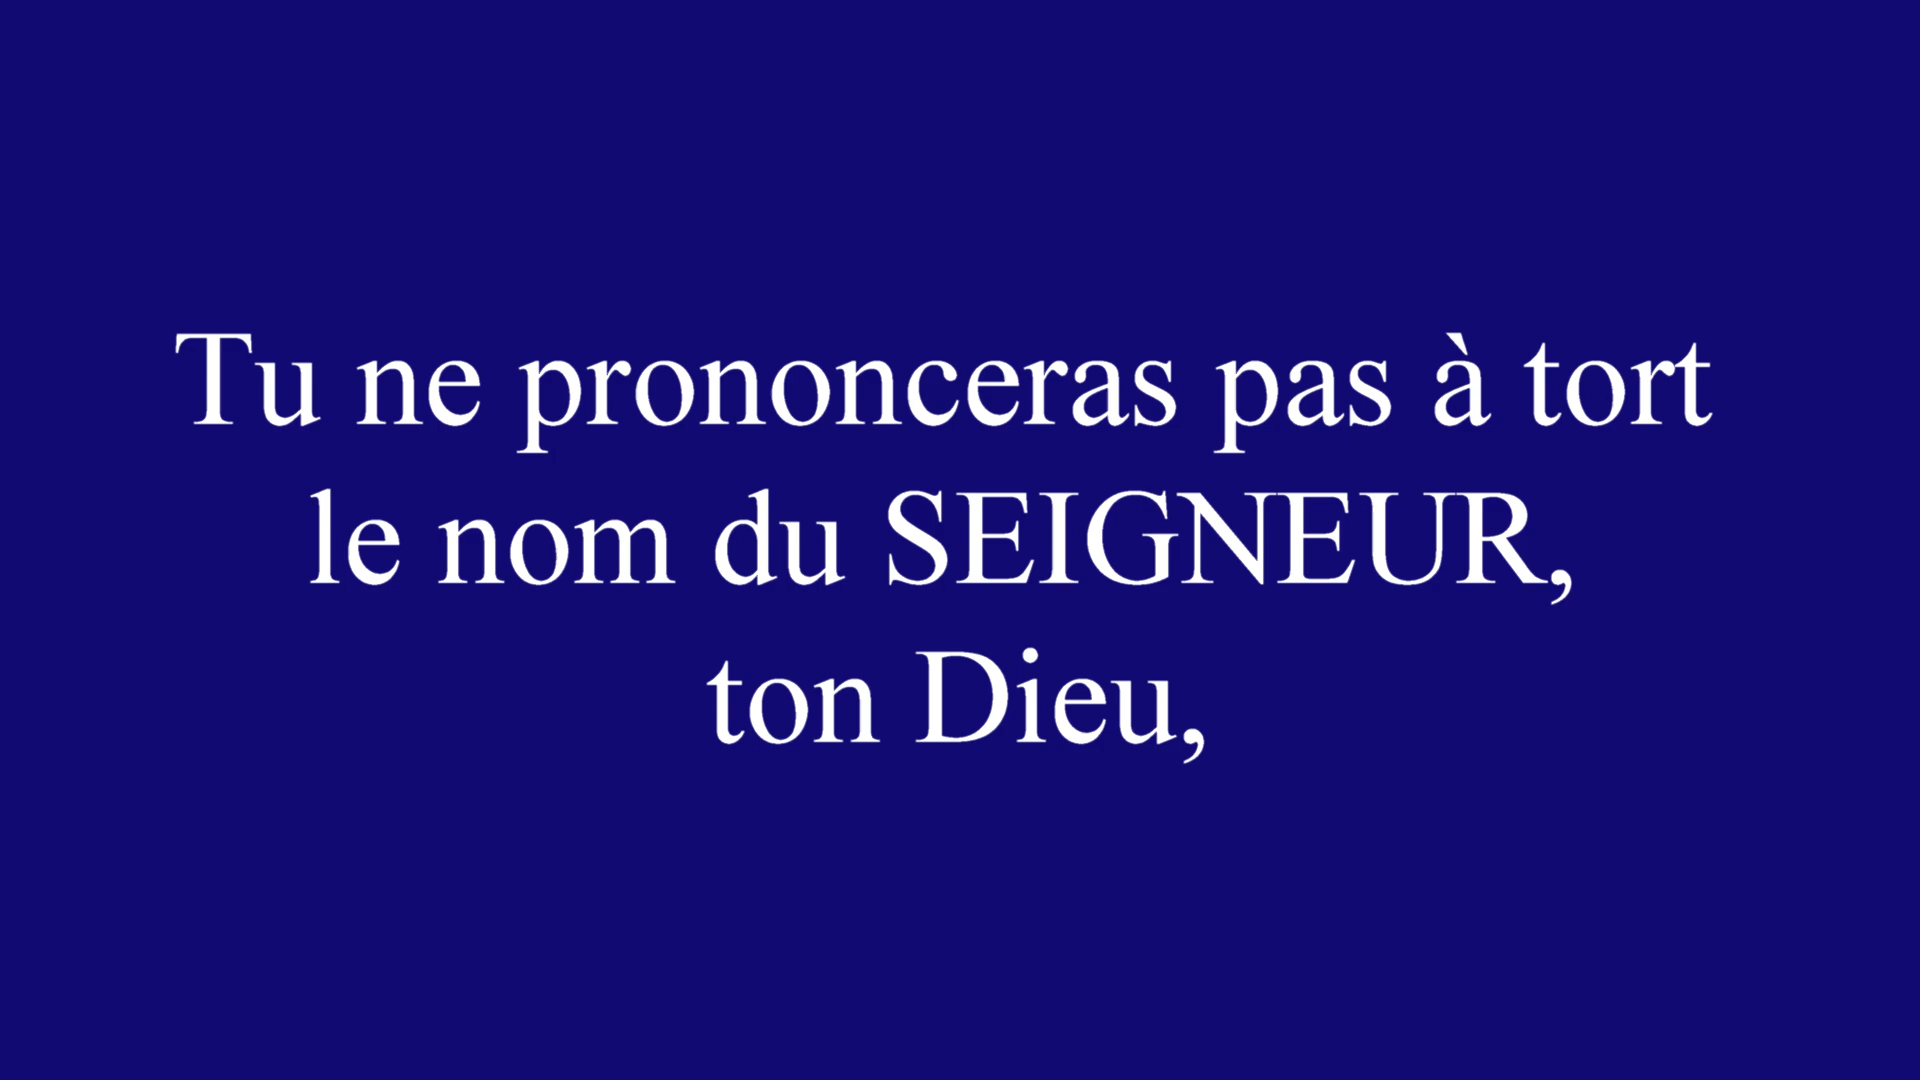 Tu ne prononceras pas à tort
le nom du SEIGNEUR,
ton Dieu,